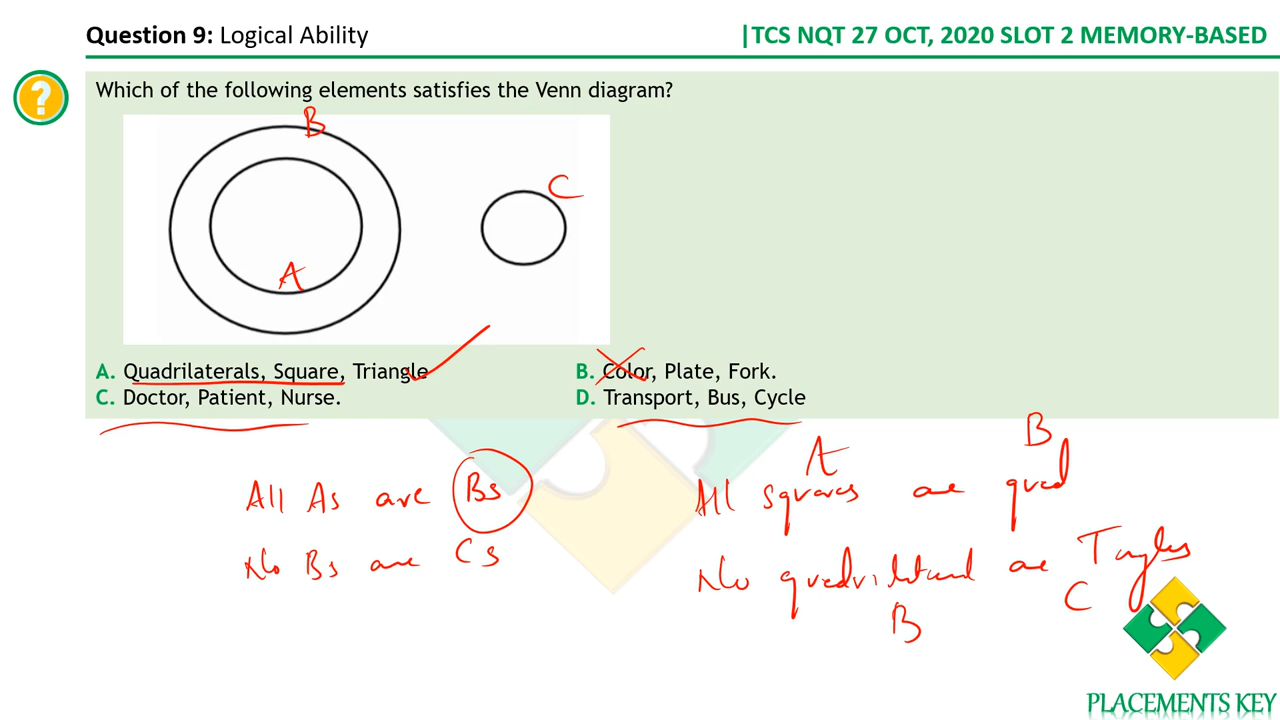 Question 9: Logical Ability
|TCS NQT 27 OCT, 2020 SLOT 2 MEMORY-BASED
?
Which of the following elements satisfies the Venn diagram?
B
C
A
A. Quadrilaterals, Square, Triangle
B. Color, Plate, Fork.
C. Doctor, Patient, Nurse.
D. Transport, Bus, Cycle
A
B
All As are Bs
All squares are qued
No Bs are Cs
No quadrilateral are
B
C
PLACEMENTS KEY